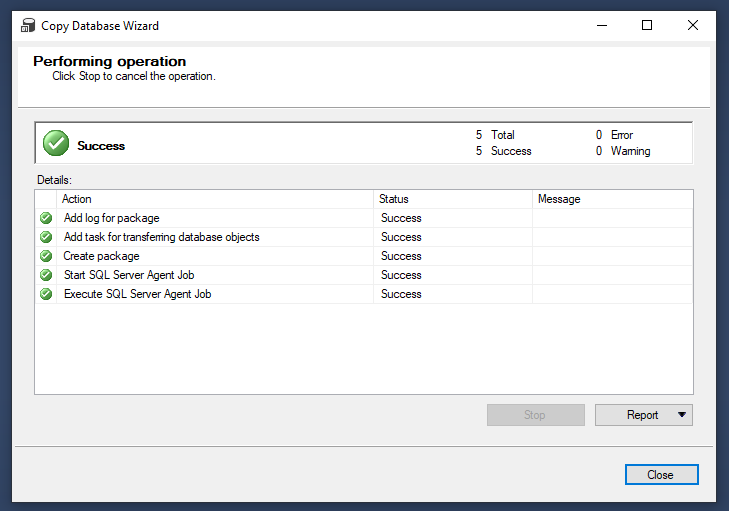 Copy Database Wizard
Performing operation
Click Stop to cancel the operation.
Success
5 Total 0 Error
5 Success 0 Warning
Details:
Action Status Message
Add log for package Success
Add task for transferring database objects Success
Create package Success
Start SQL Server Agent Job Success
Execute SQL Server Agent Job Success
Stop Report
Close